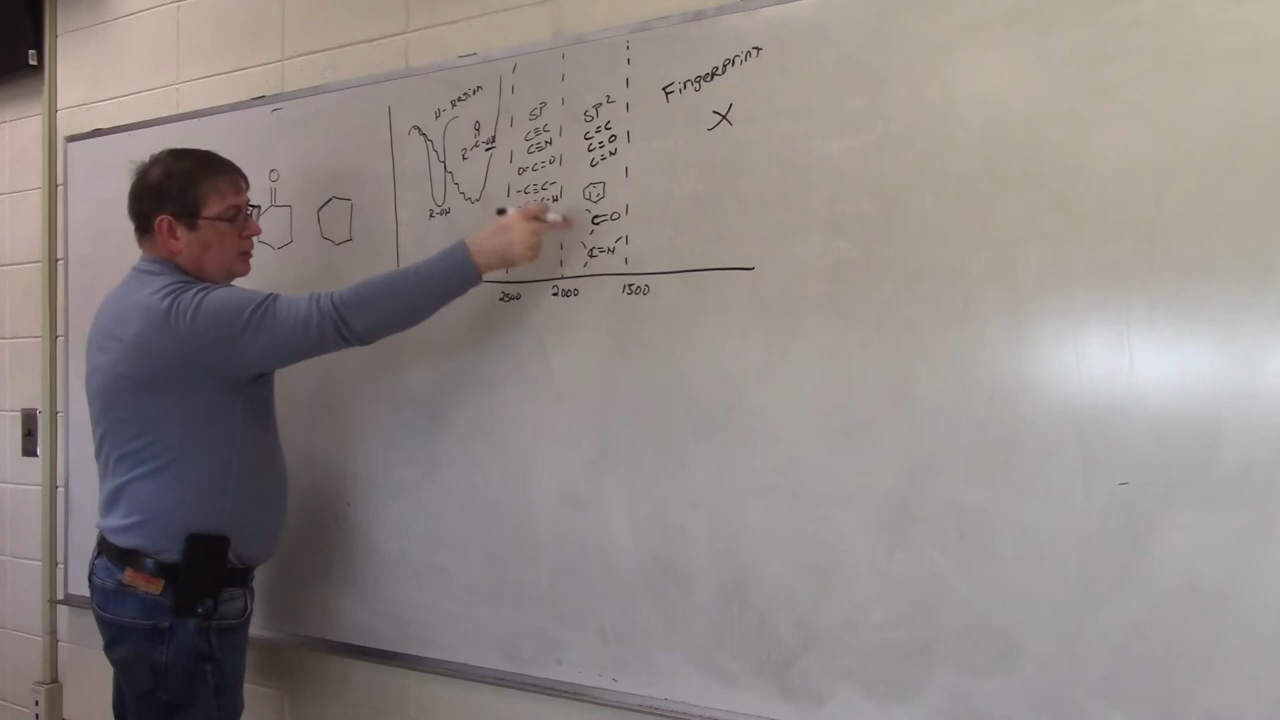 O
H-Region
O
R-C-OH
R-OH
SP
C≡C
C≡N
O=C=O
-C≡C-
SP²
C=C
C=O
C=N
C=O
C=N
Fingerprint
X
2500 2000 1500